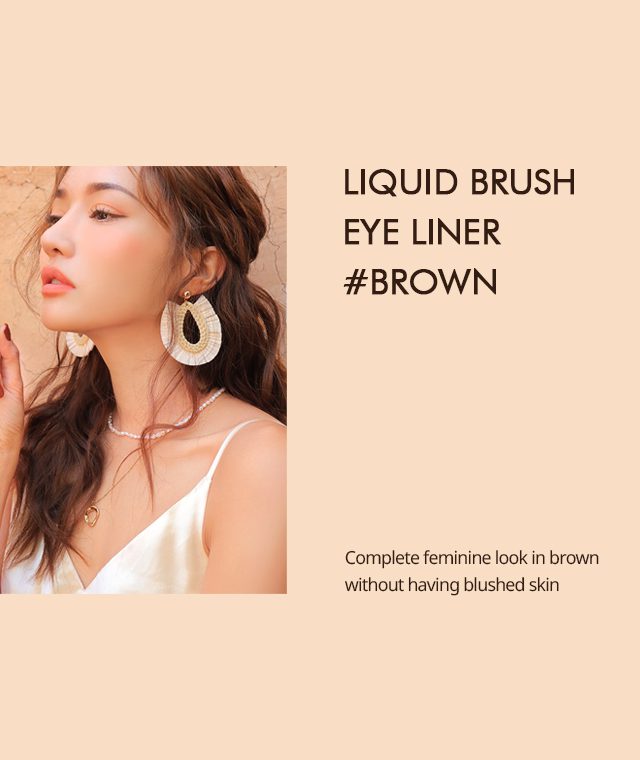 LIQUID BRUSH
EYE LINER
#BROWN
Complete feminine look in brown
without having blushed skin